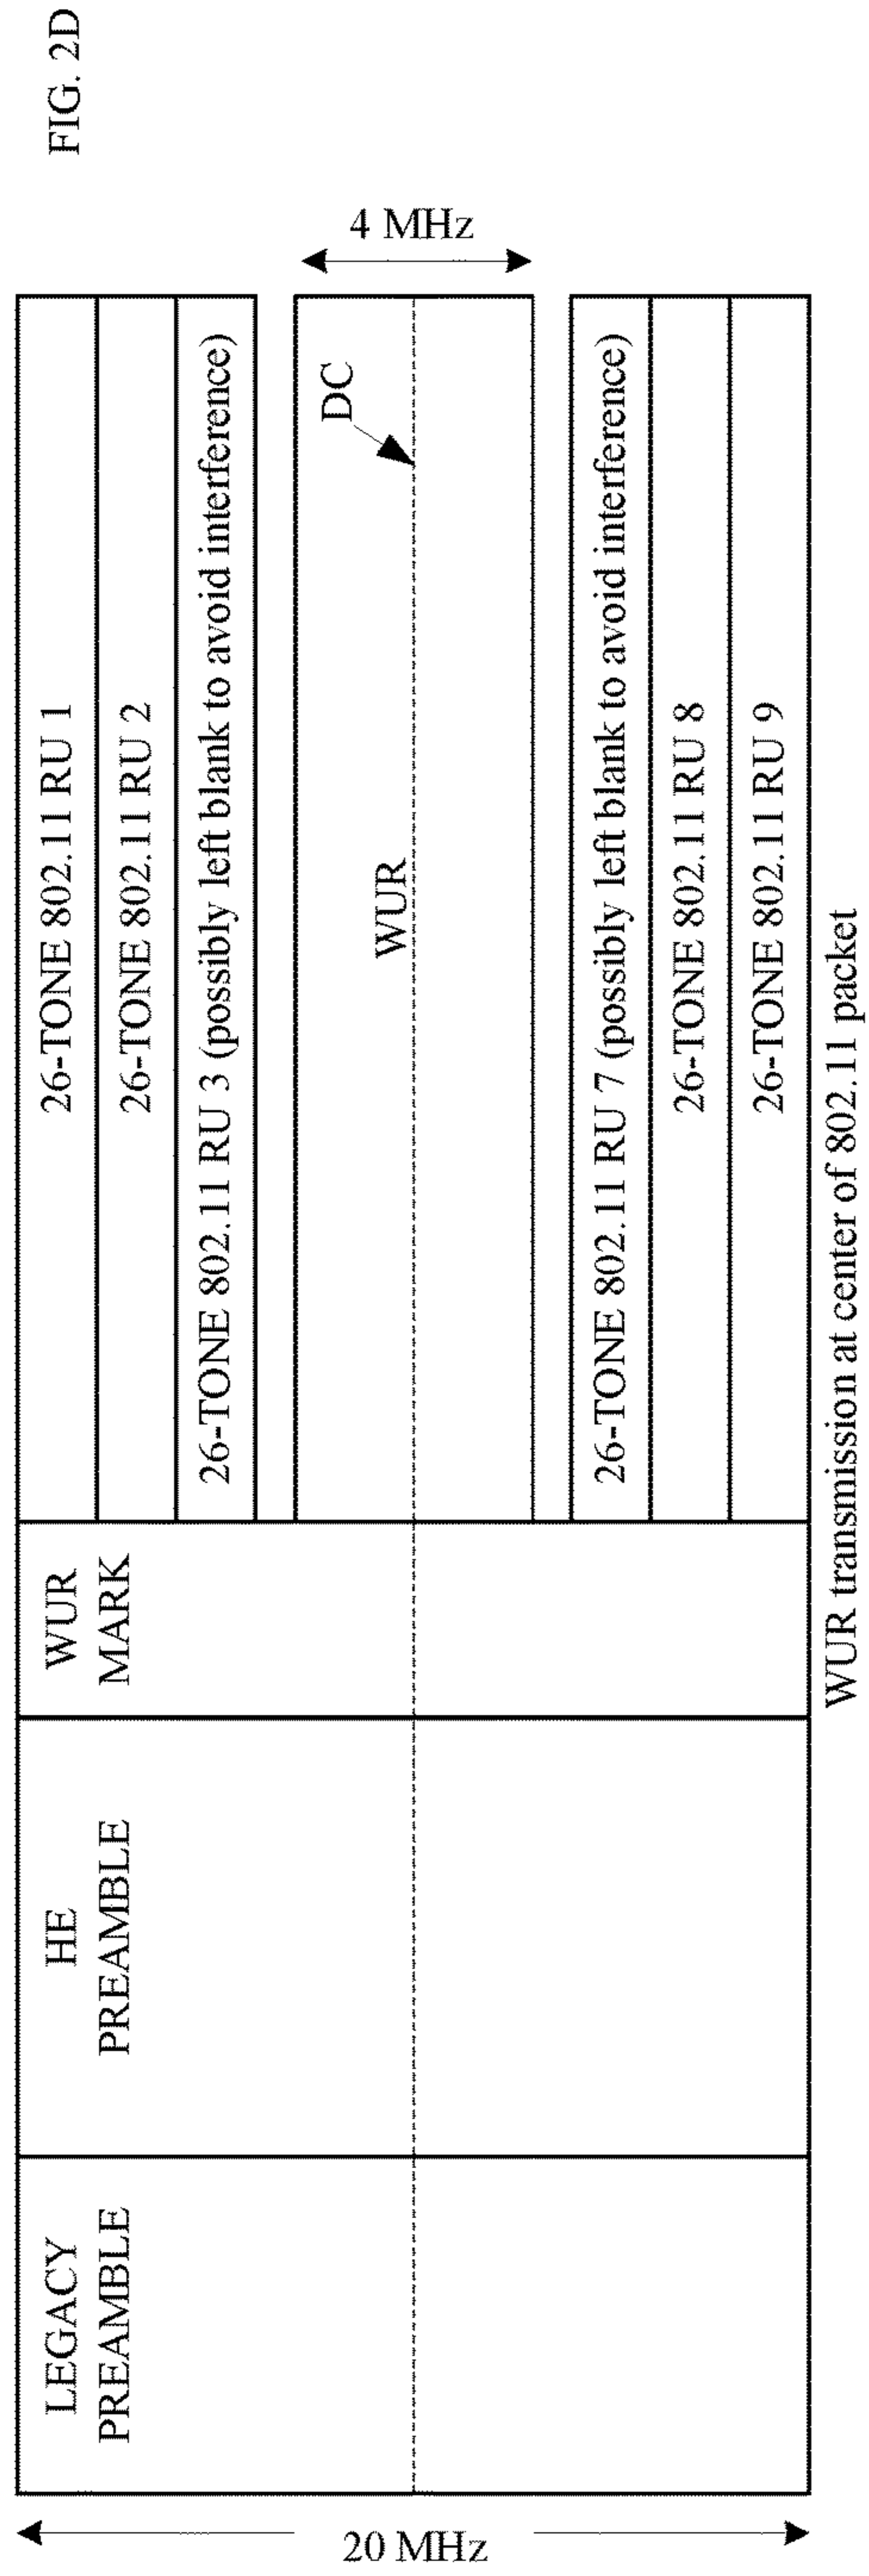 FIG. 2D
LEGACY
PREAMBLE
HE
PREAMBLE
WUR
MARK
26-TONE 802.11 RU 1
26-TONE 802.11 RU 2
26-TONE 802.11 RU 3 (possibly left blank to avoid interference)
DC
WUR
26-TONE 802.11 RU 7 (possibly left blank to avoid interference)
26-TONE 802.11 RU 8
26-TONE 802.11 RU 9
4 MHz
20 MHz
WUR transmission at center of 802.11 packet